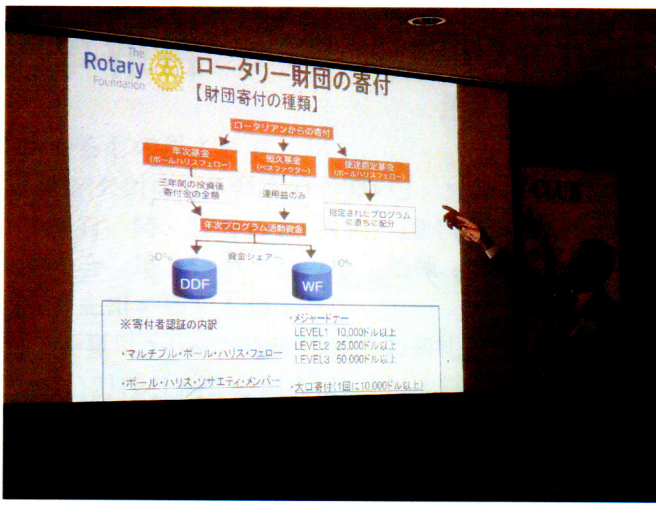 The
Rotary
Foundation
ロータリー財団の寄付
【財団寄付の種類】
ロータリアンからの寄付
年次基金
(ポールハリスフェロー)
恒久基金
(ベネファクター)
使途指定基金
(ポールハリスフェロー)
三年間の投資後
寄付金の全額
運用益のみ
指定されたプログラム
に直ちに配分
年次プログラム活動資金
50%
資金シェアー
DDF
WF
※寄付者認証の内訳
・マルチプル・ポール・ハリス・フェロー
・ポール・ハリス・ソサエティ・メンバー
・メジャードナー
LEVEL1 10,000ドル以上
LEVEL2 25,000ドル以上
LEVEL3 50,000ドル以上
・大口寄付(1回に10,000ドル以上)